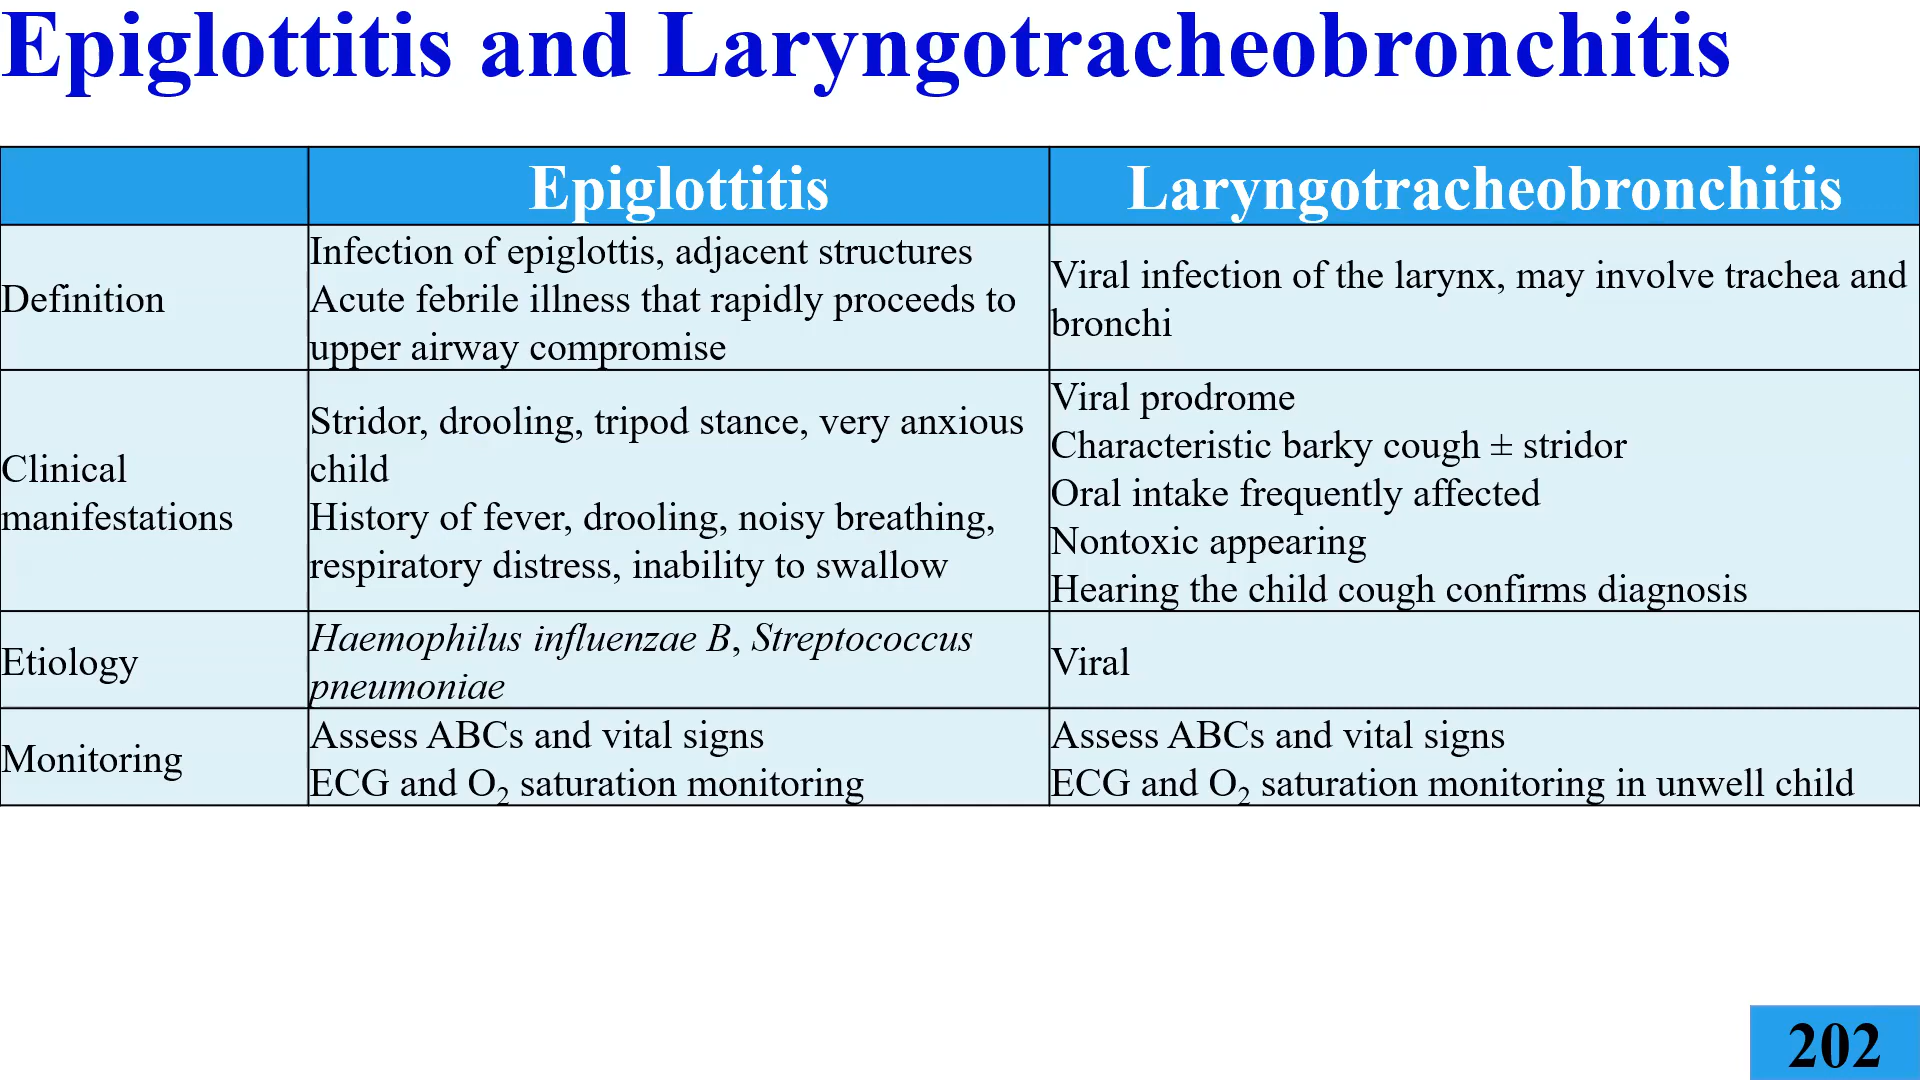 Epiglottitis and Laryngotracheobronchitis
Epiglottitis
Laryngotracheobronchitis
Definition
Infection of epiglottis, adjacent structures
Acute febrile illness that rapidly proceeds to
upper airway compromise
Viral infection of the larynx, may involve trachea and
bronchi
Clinical
manifestations
Stridor, drooling, tripod stance, very anxious
child
History of fever, drooling, noisy breathing,
respiratory distress, inability to swallow
Viral prodrome
Characteristic barky cough ± stridor
Oral intake frequently affected
Nontoxic appearing
Hearing the child cough confirms diagnosis
Etiology
Haemophilus influenzae B, Streptococcus
pneumoniae
Viral
Monitoring
Assess ABCs and vital signs
ECG and O₂ saturation monitoring
Assess ABCs and vital signs
ECG and O₂ saturation monitoring in unwell child
202